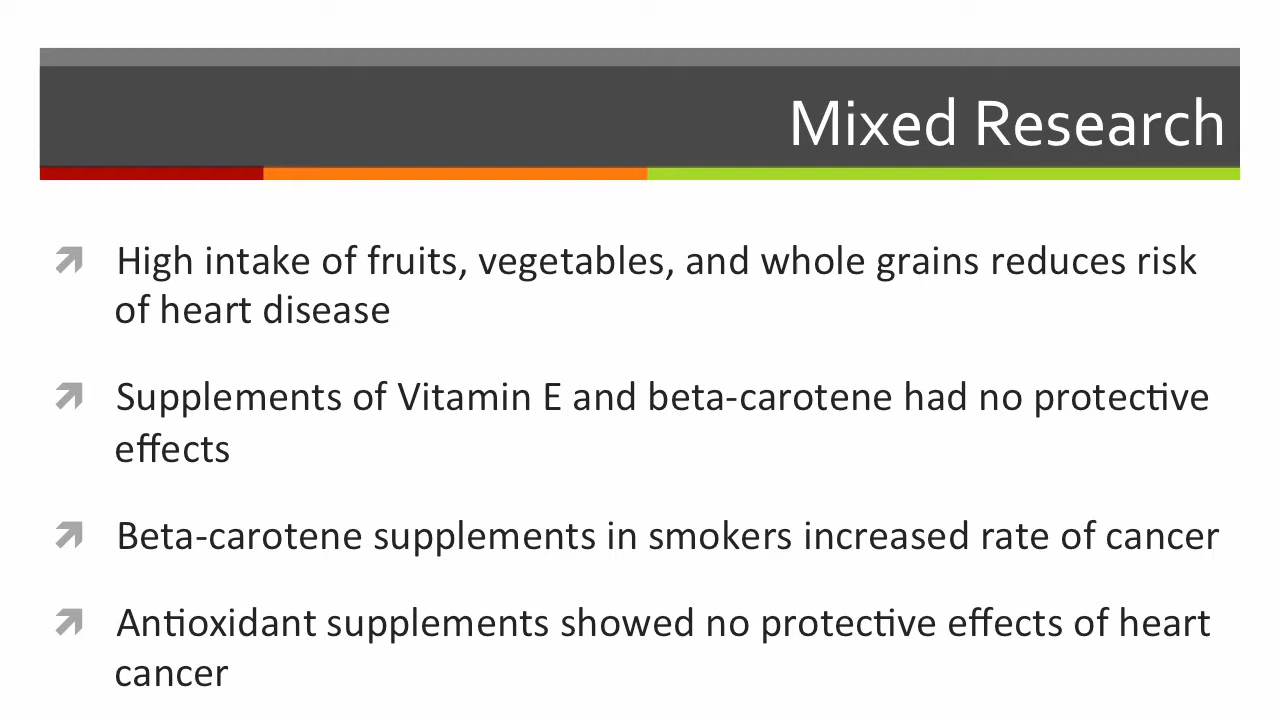 Mixed Research
High intake of fruits, vegetables, and whole grains reduces risk
of heart disease
Supplements of Vitamin E and beta-carotene had no protective
effects
Beta-carotene supplements in smokers increased rate of cancer
Antioxidant supplements showed no protective effects of heart
cancer